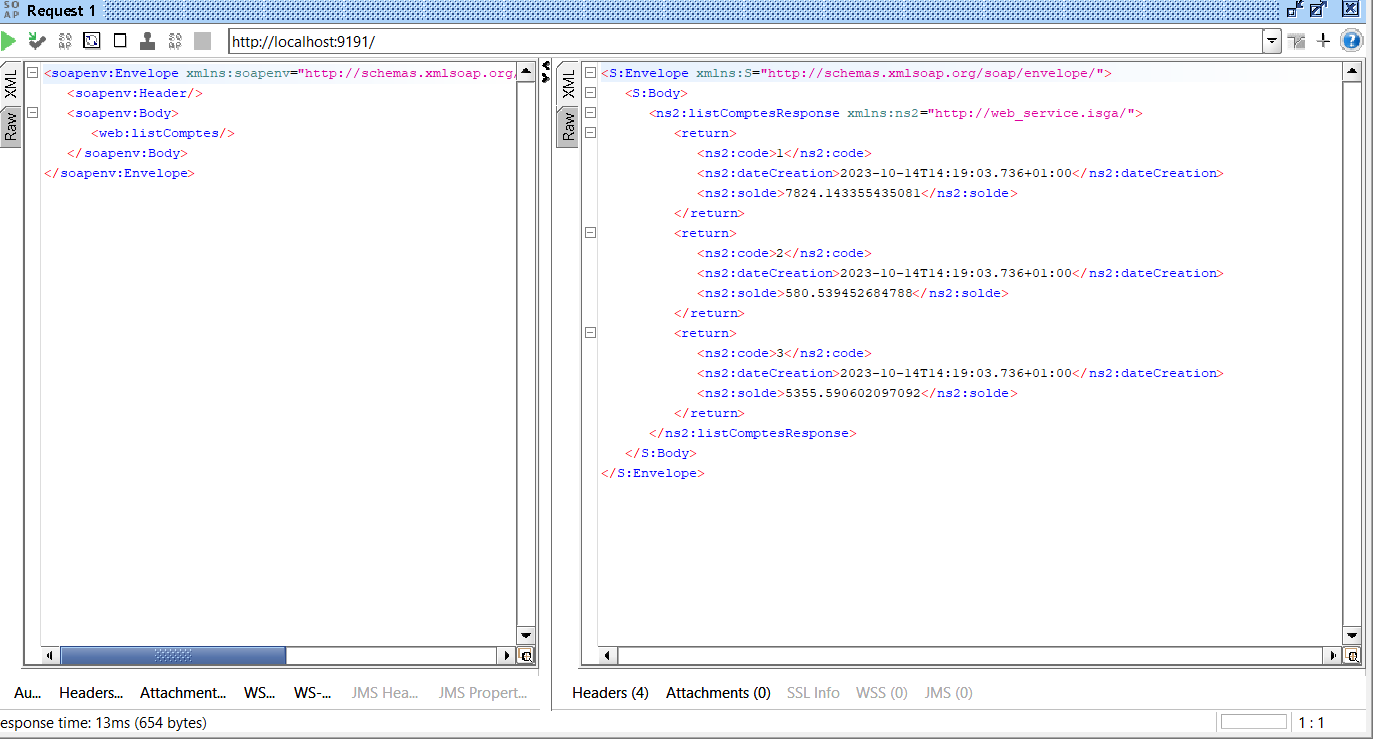 SO
AP
Request 1
SO
AP
SO
AP
http://localhost:9191/
XML
Raw
<soapenv:Envelope xmlns:soapenv="http://schemas.xmlsoap.org/
<soapenv:Header/>
<soapenv:Body>
<web:listComptes/>
</soapenv:Body>
</soapenv:Envelope>
XML
Raw
<S:Envelope xmlns:S="http://schemas.xmlsoap.org/soap/envelope/">
<S:Body>
<ns2:listComptesResponse xmlns:ns2="http://web_service.isga/">
<return>
<ns2:code>1</ns2:code>
<ns2:dateCreation>2023-10-14T14:19:03.736+01:00</ns2:dateCreation>
<ns2:solde>7824.143355435081</ns2:solde>
</return>
<return>
<ns2:code>2</ns2:code>
<ns2:dateCreation>2023-10-14T14:19:03.736+01:00</ns2:dateCreation>
<ns2:solde>580.539452684788</ns2:solde>
</return>
<return>
<ns2:code>3</ns2:code>
<ns2:dateCreation>2023-10-14T14:19:03.736+01:00</ns2:dateCreation>
<ns2:solde>5355.590602097092</ns2:solde>
</return>
</ns2:listComptesResponse>
</S:Body>
</S:Envelope>
Au... Headers... Attachment... WS... WS-... JMS Hea... JMS Propert...
Headers (4) Attachments (0) SSL Info WSS (0) JMS (0)
esponse time: 13ms (654 bytes)
1 : 1